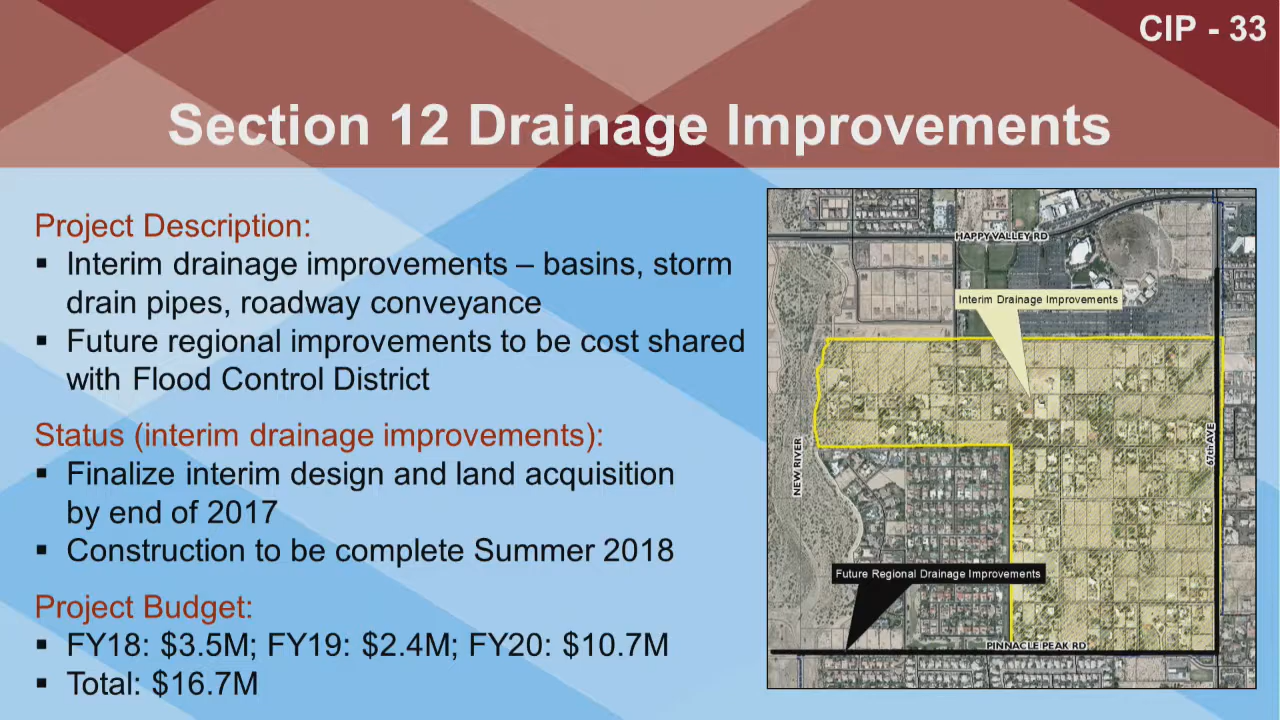 CIP - 33
Section 12 Drainage Improvements
Project Description:
▪ Interim drainage improvements – basins, storm
drain pipes, roadway conveyance
▪ Future regional improvements to be cost shared
with Flood Control District
Status (interim drainage improvements):
▪ Finalize interim design and land acquisition
by end of 2017
▪ Construction to be complete Summer 2018
Project Budget:
▪ FY18: $3.5M; FY19: $2.4M; FY20: $10.7M
▪ Total: $16.7M
HAPPY VALLEY RD
Interim Drainage Improvements
NEW RIVER
67th AVE
Future Regional Drainage Improvements
PINNACLE PEAK RD